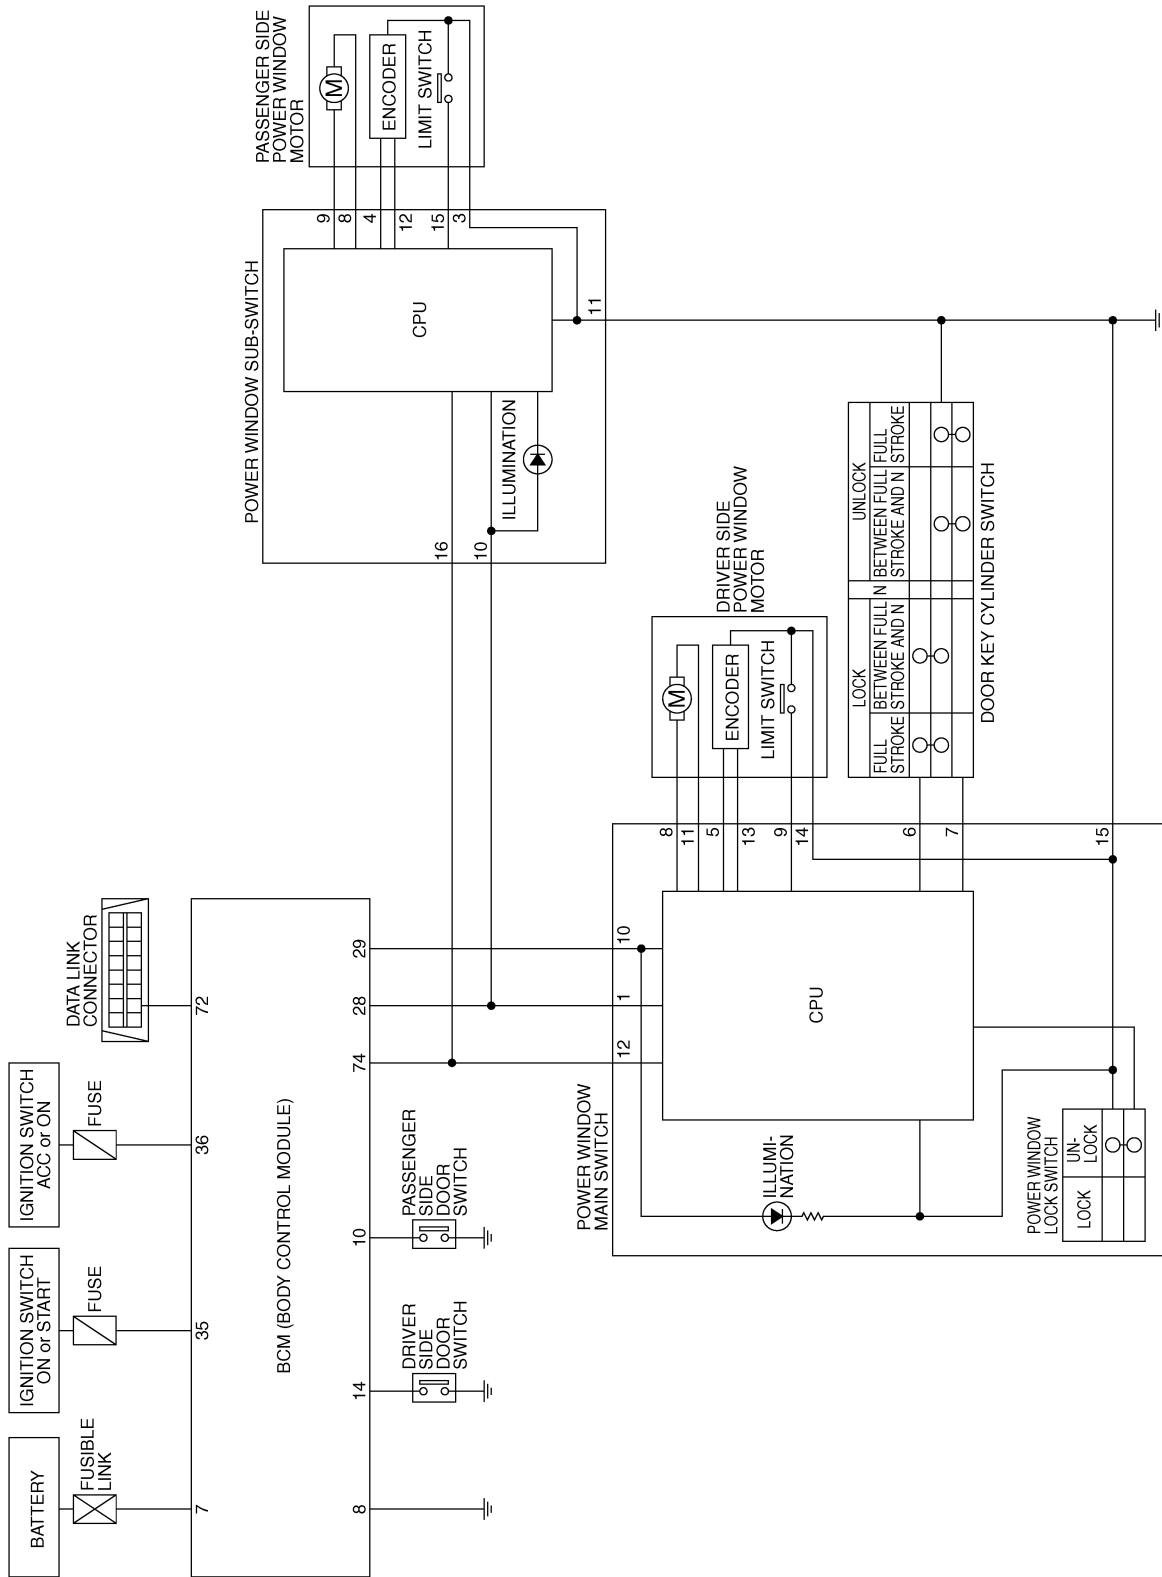 BATTERY
FUSIBLE
LINK
7
IGNITION SWITCH
ON or START
FUSE
35
IGNITION SWITCH
ACC or ON
FUSE
36
DATA LINK
CONNECTOR
72
BCM (BODY CONTROL MODULE)
8
14
10
74
28
29
DRIVER
SIDE
DOOR
SWITCH
PASSENGER
SIDE
DOOR
SWITCH
POWER WINDOW SUB-SWITCH
16
10
ILLUMINATION
CPU
11
9
8
4
12
15
3
PASSENGER SIDE
POWER WINDOW
MOTOR
M
ENCODER
LIMIT SWITCH
POWER WINDOW
MAIN SWITCH
12
1
10
ILLUMI-
NATION
CPU
8
11
5
13
9
14
6
7
15
DRIVER SIDE
POWER WINDOW
MOTOR
M
ENCODER
LIMIT SWITCH
LOCK
N
UNLOCK
FULL
STROKE
BETWEEN FULL
STROKE AND N
BETWEEN FULL
STROKE AND N
FULL
STROKE
DOOR KEY CYLINDER SWITCH
POWER WINDOW
LOCK SWITCH
LOCK
UN-
LOCK